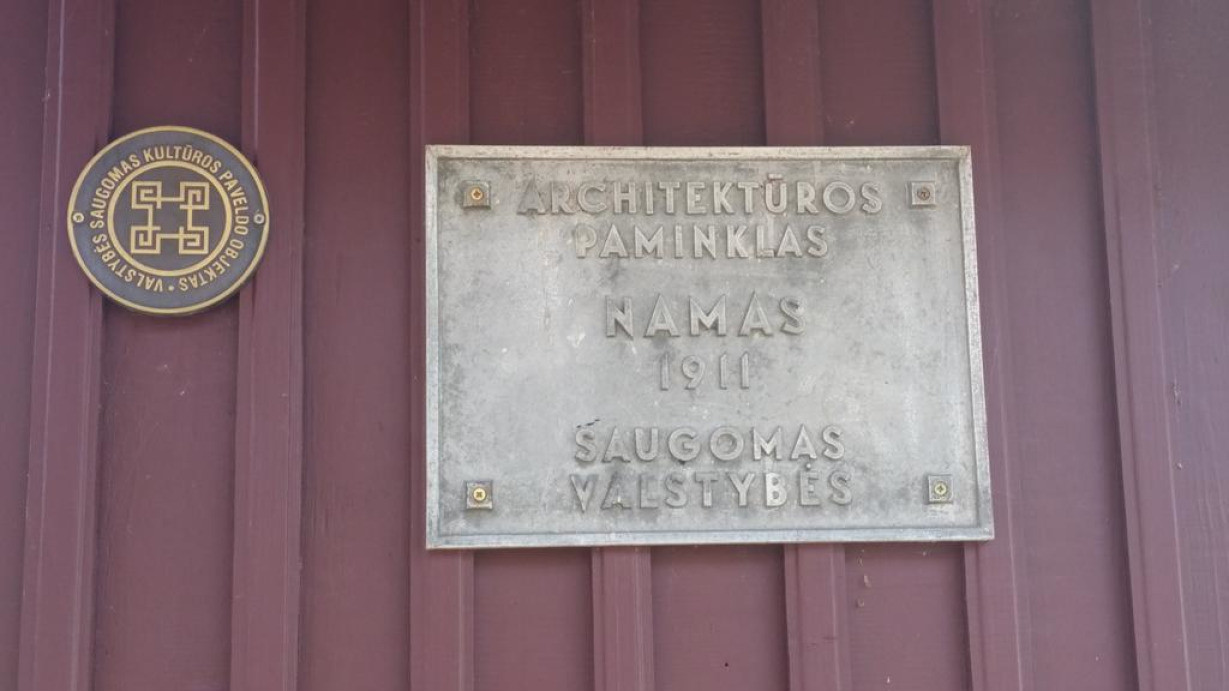 VALSTYBĖS SAUGOMAS KULTŪROS PAVELDO OBJEKTAS •
ARCHITEKTŪROS
PAMINKLAS
NAMAS
1911
SAUGOMAS
VALSTYBĖS